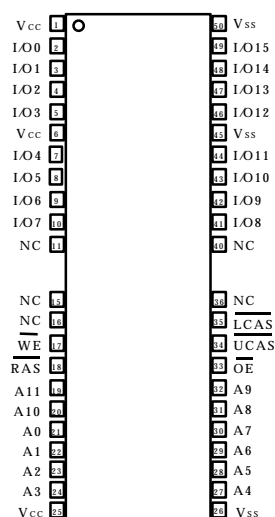 Vcc 1 50 Vss
I/O0 2 49 I/O15
I/O1 3 48 I/O14
I/O2 4 47 I/O13
I/O3 5 46 I/O12
Vcc 6 45 Vss
I/O4 7 44 I/O11
I/O5 8 43 I/O10
I/O6 9 42 I/O9
I/O7 10 41 I/O8
NC 11 40 NC
NC 15 36 NC
NC 16 35 LCAS
WE 17 34 UCAS
RAS 18 33 OE
A11 19 32 A9
A10 20 31 A8
A0 21 30 A7
A1 22 29 A6
A2 23 28 A5
A3 24 27 A4
Vcc 25 26 Vss